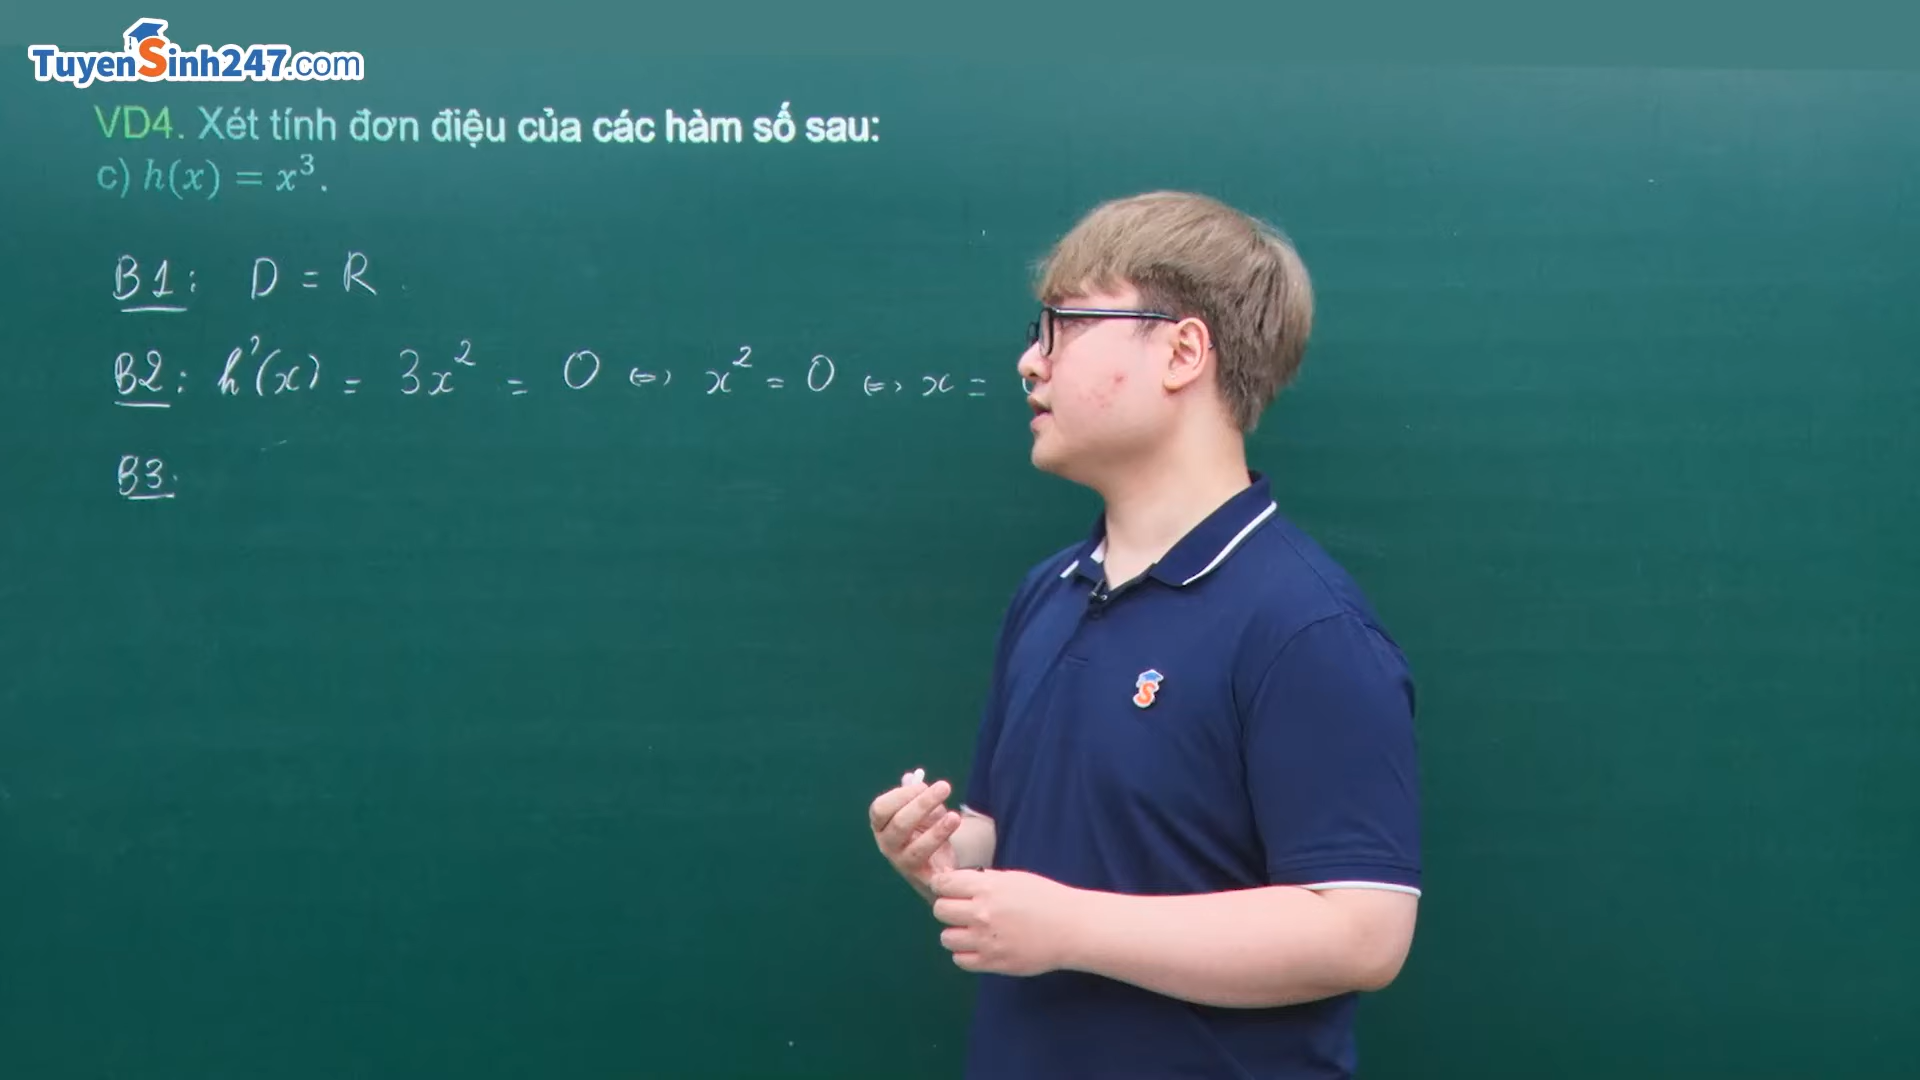 TuyenSinh247.com
VD4. Xét tính đơn điệu của các hàm số sau:
c) h(x) = x³.
B1: D = R.
B2: h'(x) = 3x² = 0 ⇔ x² = 0 ⇔ x =
B3:
S